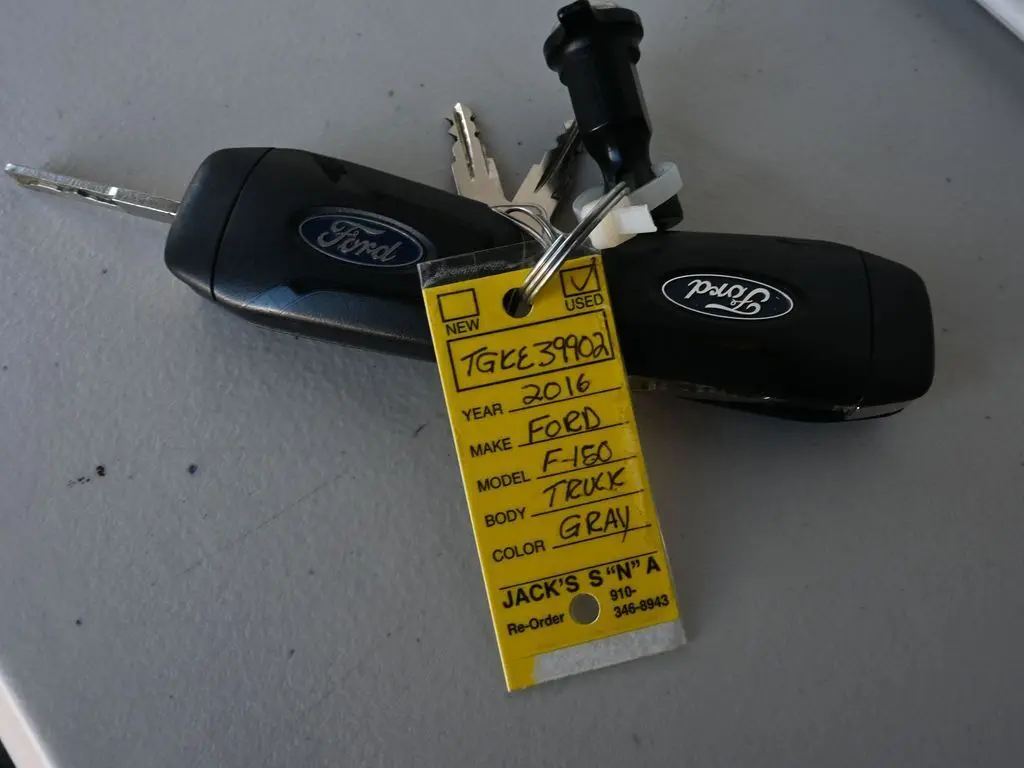 Ford
Ford
NEW
USED
TGKE39902
YEAR 2016
MAKE FORD
MODEL F-150
BODY TRUCK
COLOR GRAY
JACK'S S "N" A
Re-Order 910-
346-8943